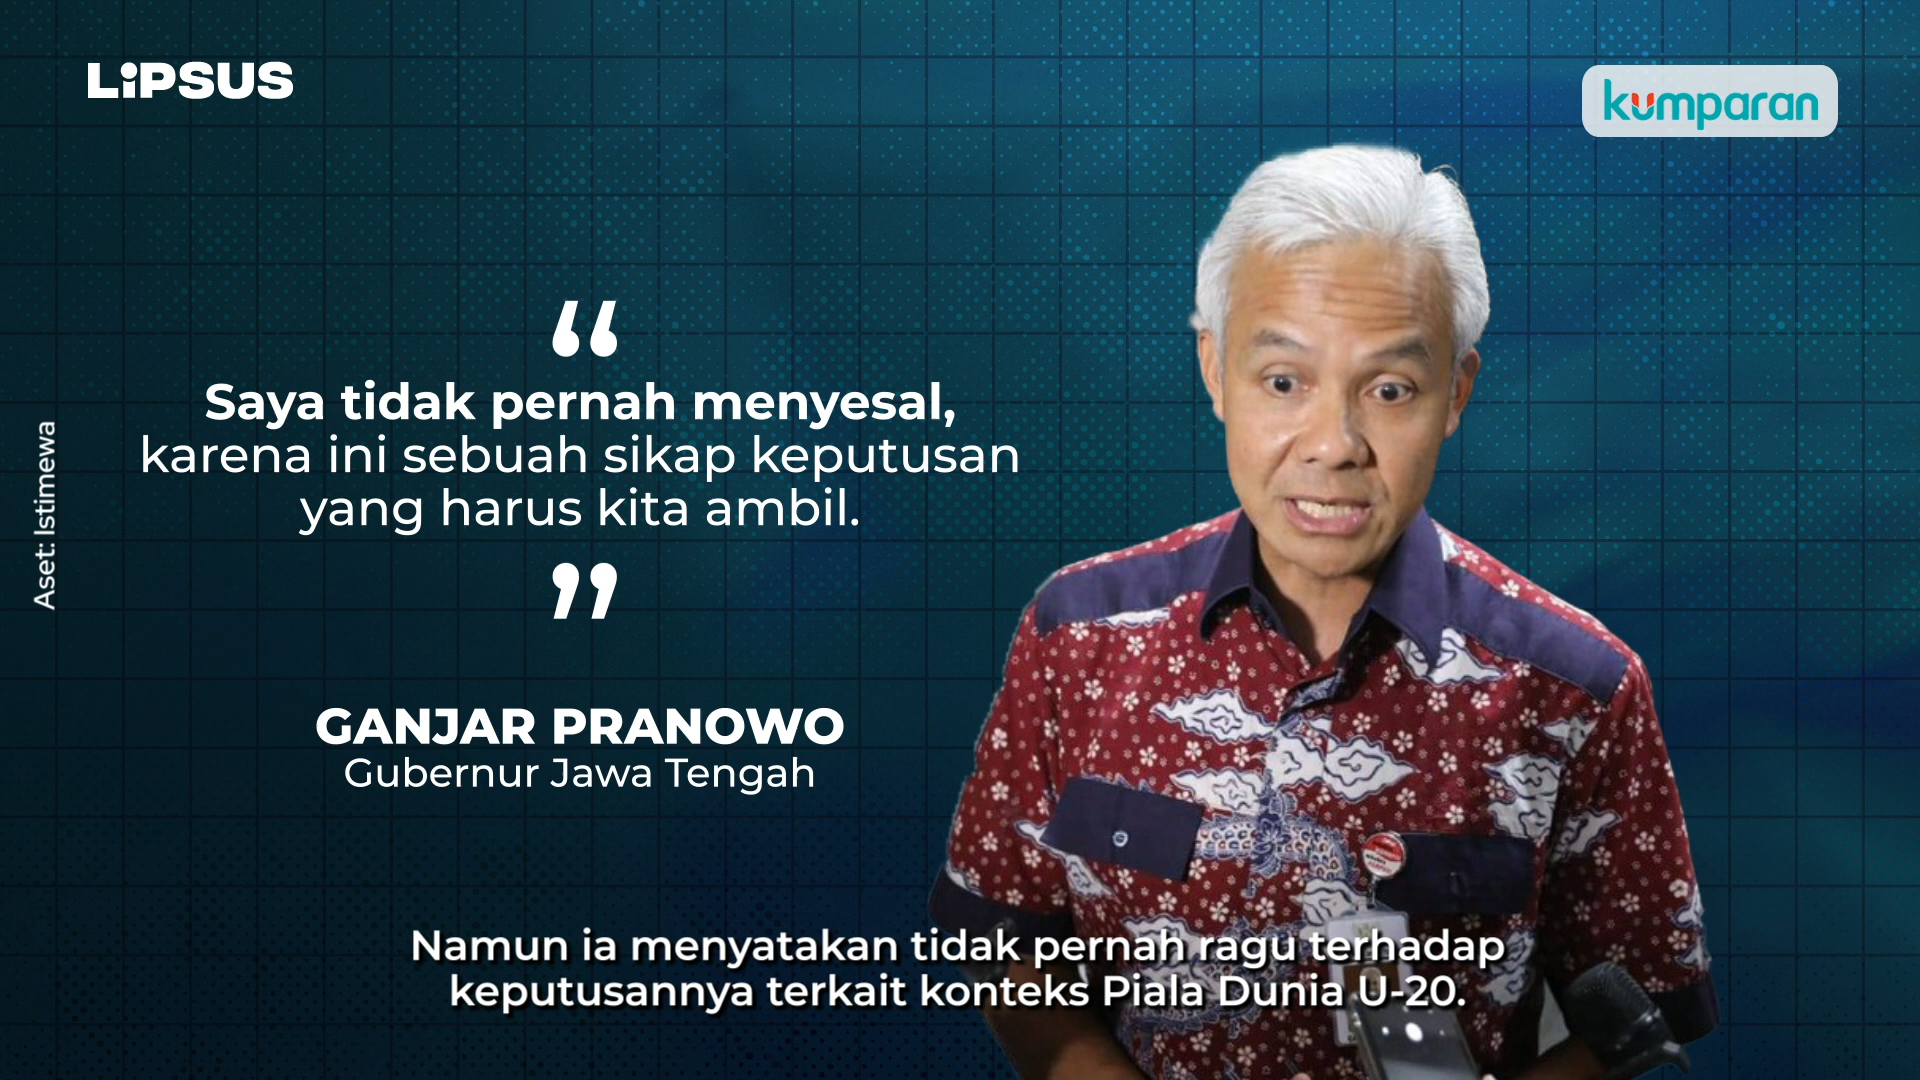 LIPSUS
kumparan
“
Saya tidak pernah menyesal,
karena ini sebuah sikap keputusan
yang harus kita ambil.
”
Aset: Istimewa
GANJAR PRANOWO
Gubernur Jawa Tengah
Namun ia menyatakan tidak pernah ragu terhadap
keputusannya terkait konteks Piala Dunia U-20.